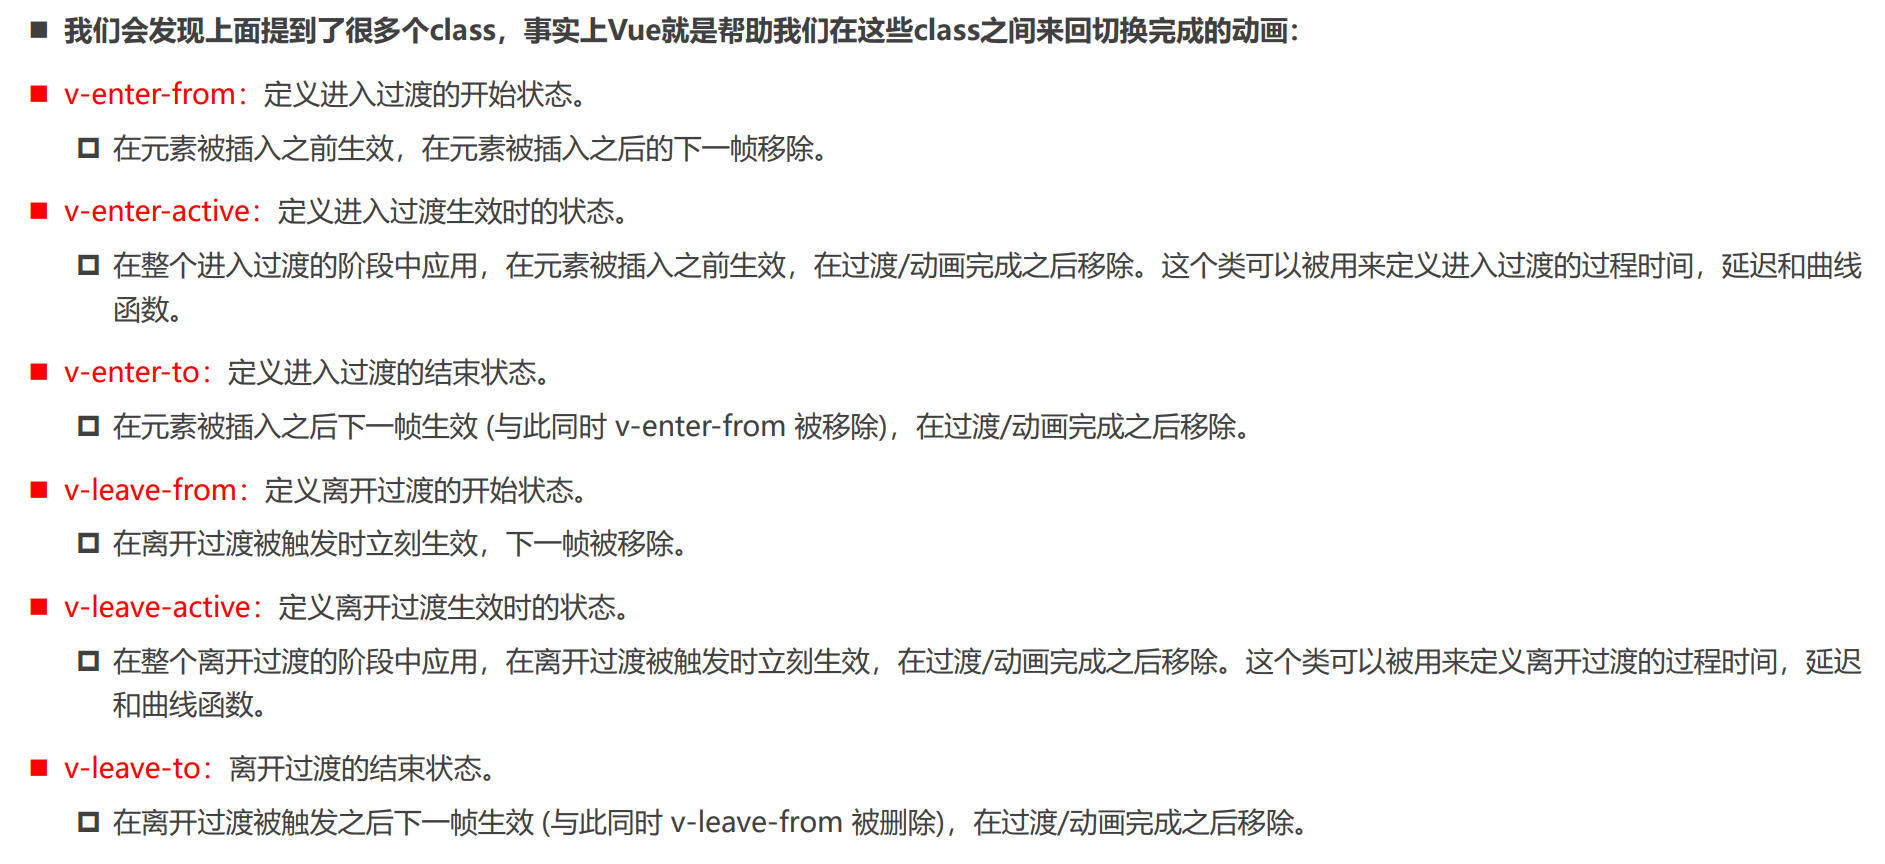 我们会发现上面提到了很多个class，事实上Vue就是帮助我们在这些class之间来回切换完成的动画：
v-enter-from：定义进入过渡的开始状态。
在元素被插入之前生效，在元素被插入之后的下一帧移除。
v-enter-active：定义进入过渡生效时的状态。
在整个进入过渡的阶段中应用，在元素被插入之前生效，在过渡/动画完成之后移除。这个类可以被用来定义进入过渡的过程时间，延迟和曲线
函数。
v-enter-to：定义进入过渡的结束状态。
在元素被插入之后下一帧生效 (与此同时 v-enter-from 被移除)，在过渡/动画完成之后移除。
v-leave-from：定义离开过渡的开始状态。
在离开过渡被触发时立刻生效，下一帧被移除。
v-leave-active：定义离开过渡生效时的状态。
在整个离开过渡的阶段中应用，在离开过渡被触发时立刻生效，在过渡/动画完成之后移除。这个类可以被用来定义离开过渡的过程时间，延迟
和曲线函数。
v-leave-to：离开过渡的结束状态。
在离开过渡被触发之后下一帧生效 (与此同时 v-leave-from 被删除)，在过渡/动画完成之后移除。